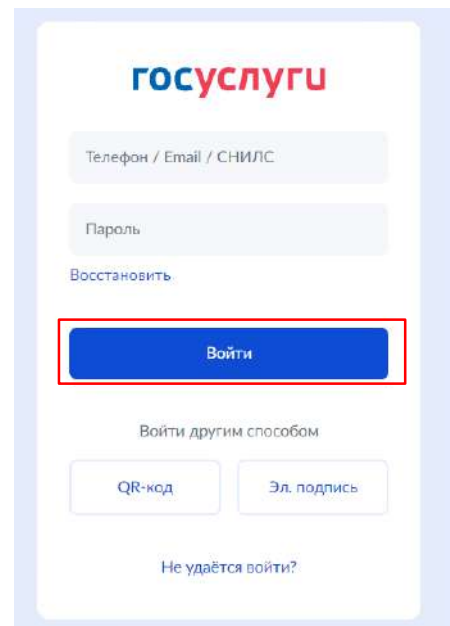 госуслуги
Телефон / Email / СНИЛС
Пароль
Восстановить
Войти
Войти другим способом
QR-код Эл. подпись
Не удаётся войти?